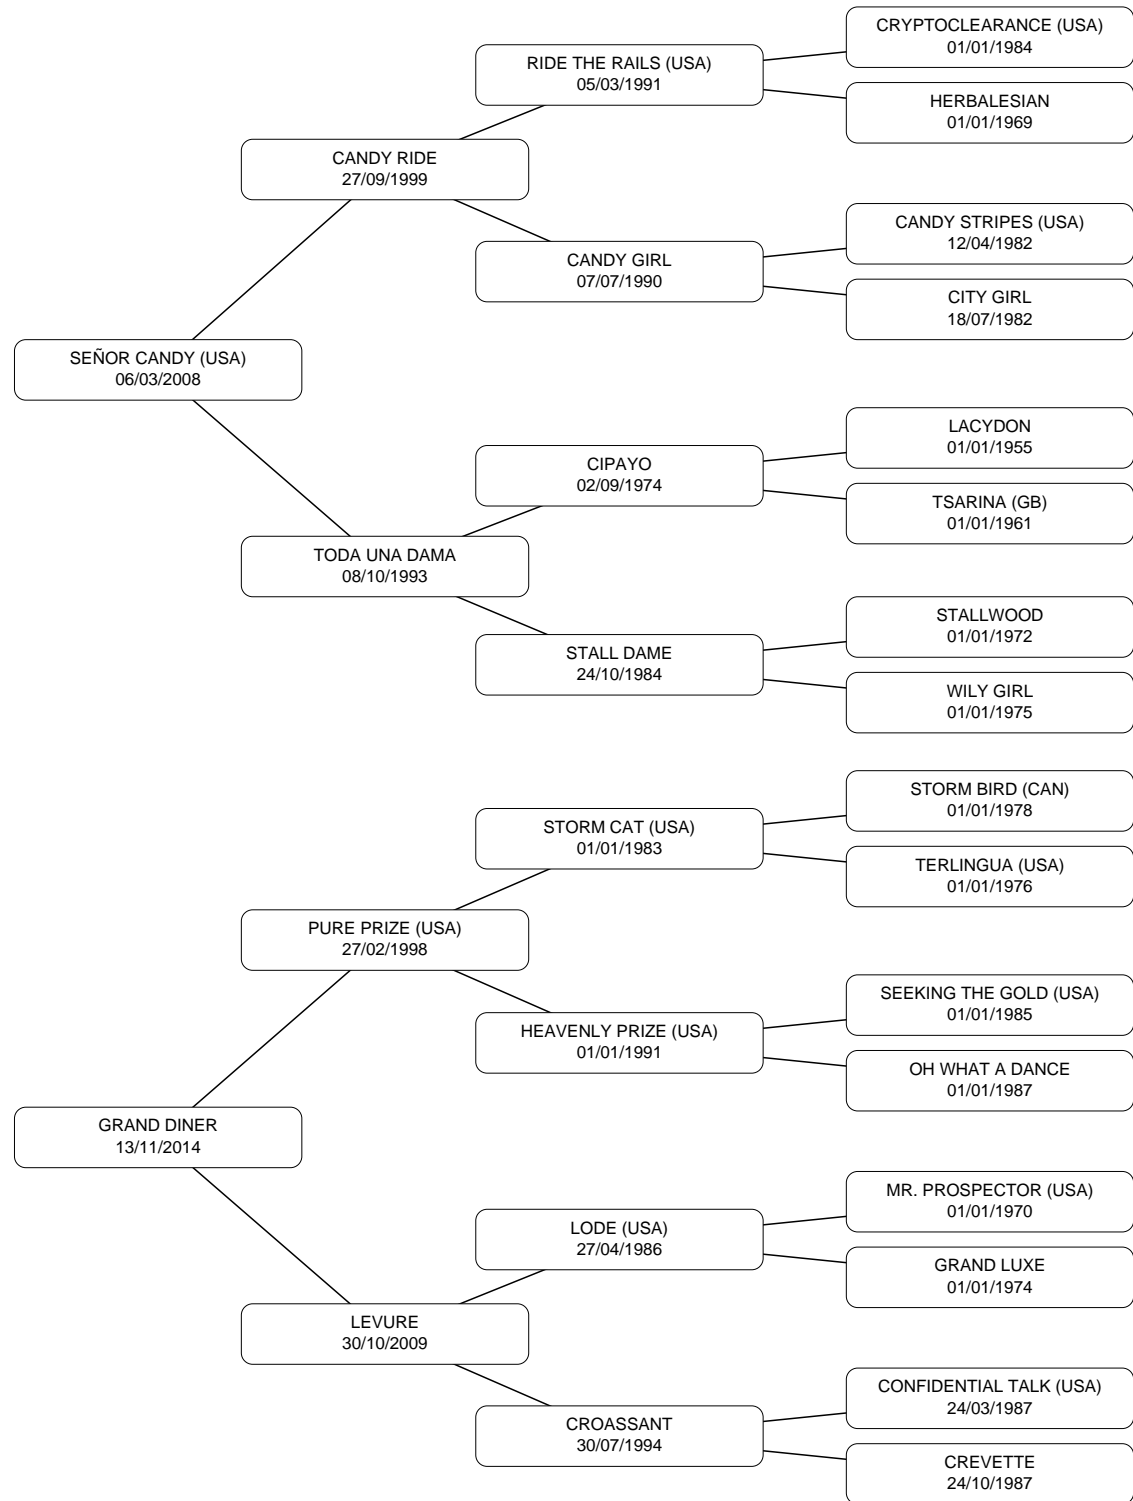 CRYPTOCLEARANCE (USA)
01/01/1984
RIDE THE RAILS (USA)
05/03/1991
HERBALESIAN
01/01/1969
CANDY RIDE
27/09/1999
CANDY STRIPES (USA)
12/04/1982
CANDY GIRL
07/07/1990
CITY GIRL
18/07/1982
SEÑOR CANDY (USA)
06/03/2008
LACYDON
01/01/1955
CIPAYO
02/09/1974
TSARINA (GB)
01/01/1961
TODA UNA DAMA
08/10/1993
STALLWOOD
01/01/1972
STALL DAME
24/10/1984
WILY GIRL
01/01/1975
STORM BIRD (CAN)
01/01/1978
STORM CAT (USA)
01/01/1983
TERLINGUA (USA)
01/01/1976
PURE PRIZE (USA)
27/02/1998
SEEKING THE GOLD (USA)
01/01/1985
HEAVENLY PRIZE (USA)
01/01/1991
OH WHAT A DANCE
01/01/1987
GRAND DINER
13/11/2014
MR. PROSPECTOR (USA)
01/01/1970
LODE (USA)
27/04/1986
GRAND LUXE
01/01/1974
LEVURE
30/10/2009
CONFIDENTIAL TALK (USA)
24/03/1987
CROASSANT
30/07/1994
CREVETTE
24/10/1987